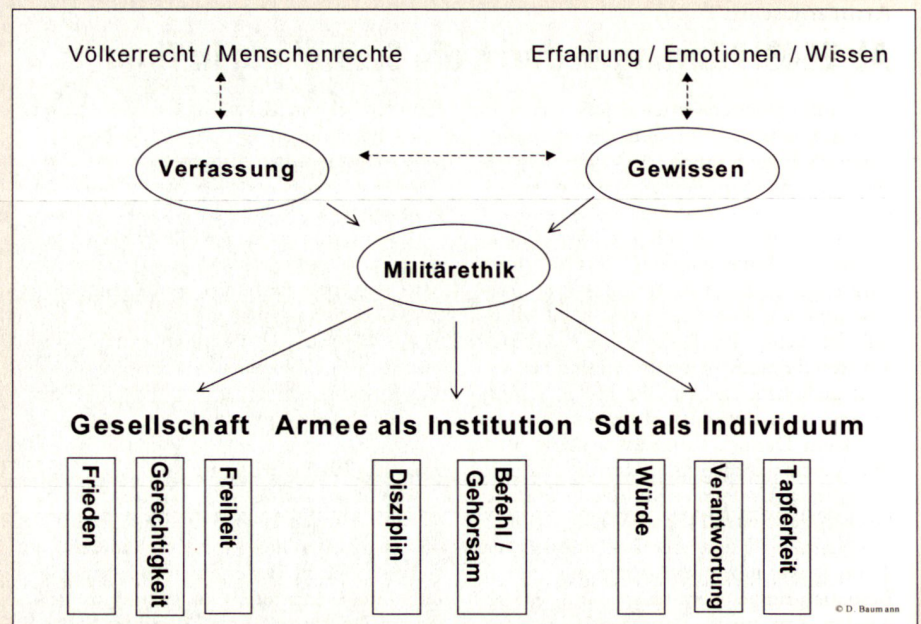 Völkerrecht / Menschenrechte
Erfahrung / Emotionen / Wissen
Verfassung
Gewissen
Militärethik
Gesellschaft
Armee als Institution
Sdt als Individuum
Frieden
Gerechtigkeit
Freiheit
Disziplin
Befehl /
Gehorsam
Würde
Verantwortung
Tapferkeit
© D. Baumann